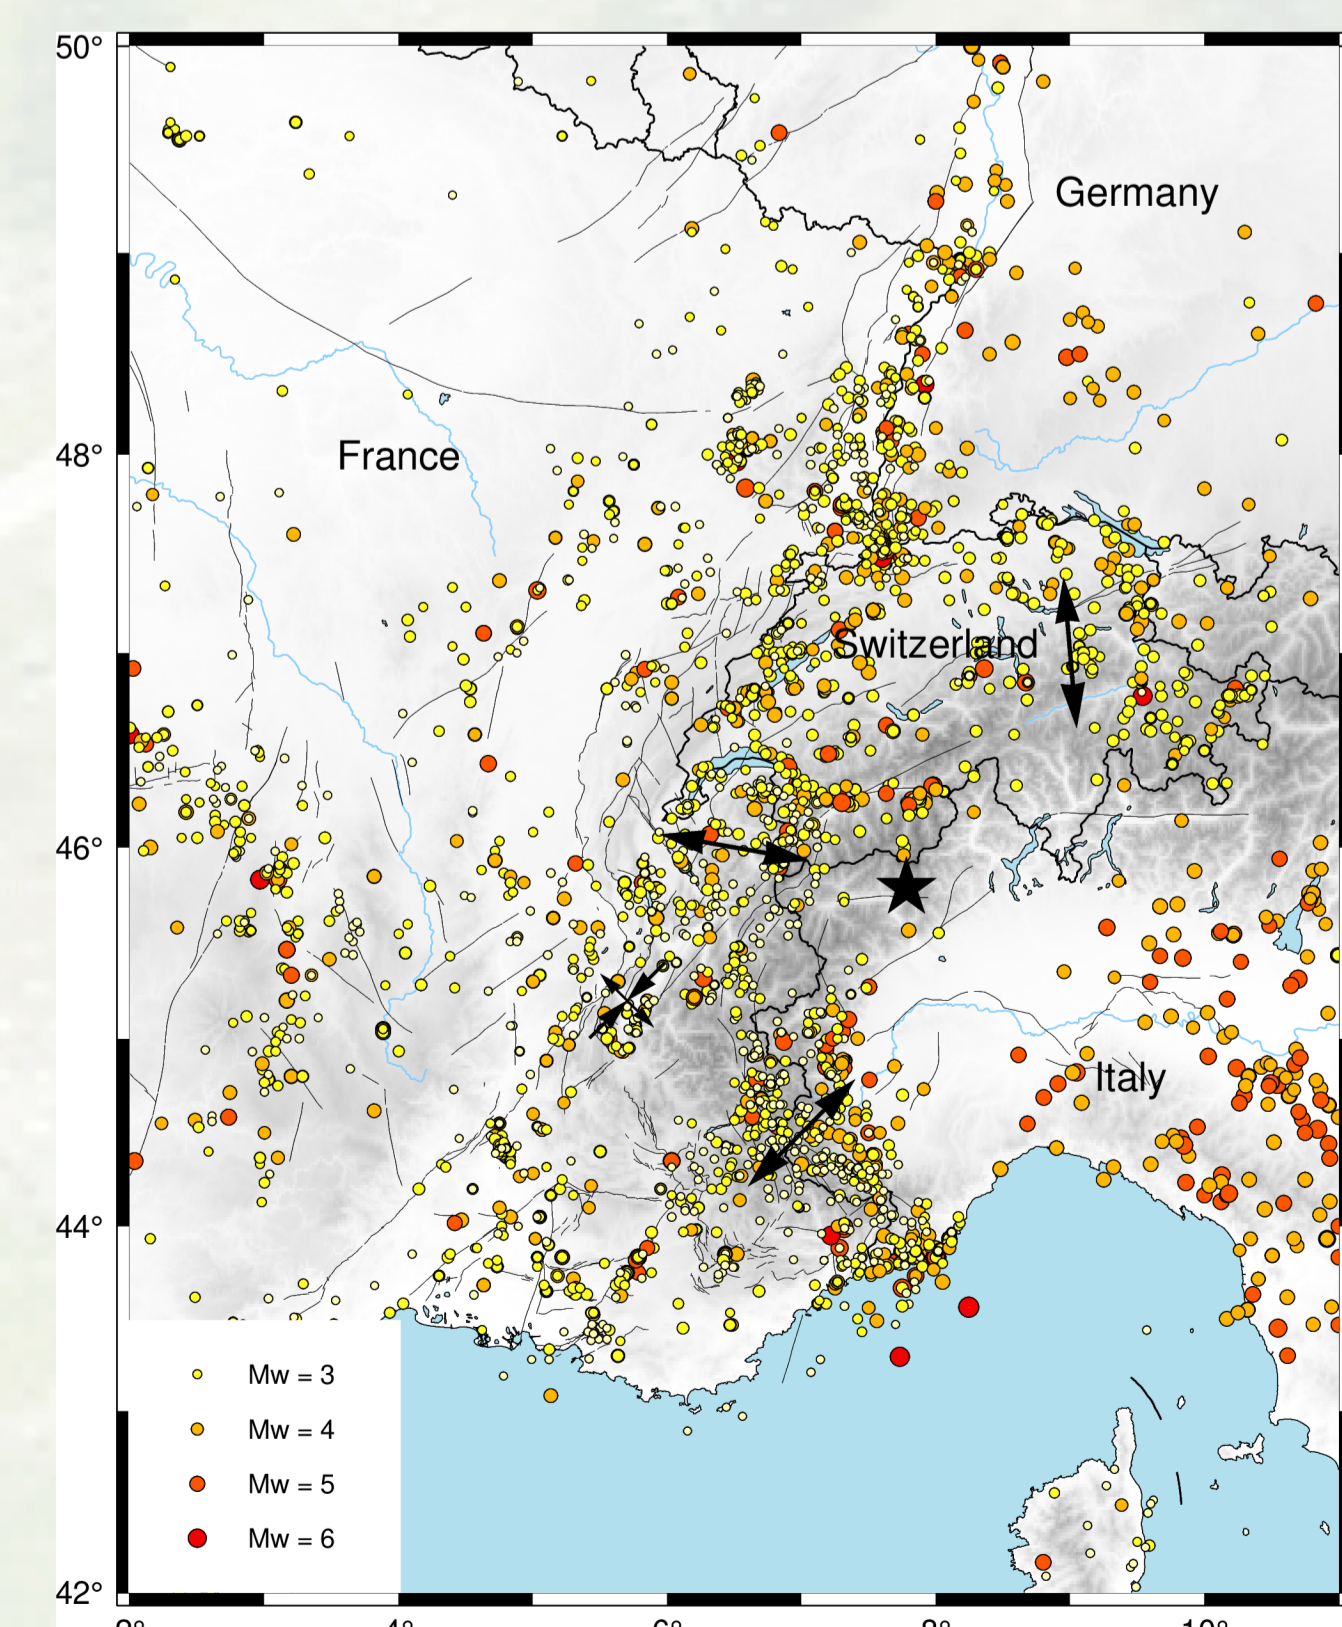 50°
Germany
48°
France
Switzerland
46°
Italy
44°
Mw = 3
Mw = 4
Mw = 5
Mw = 6
42°